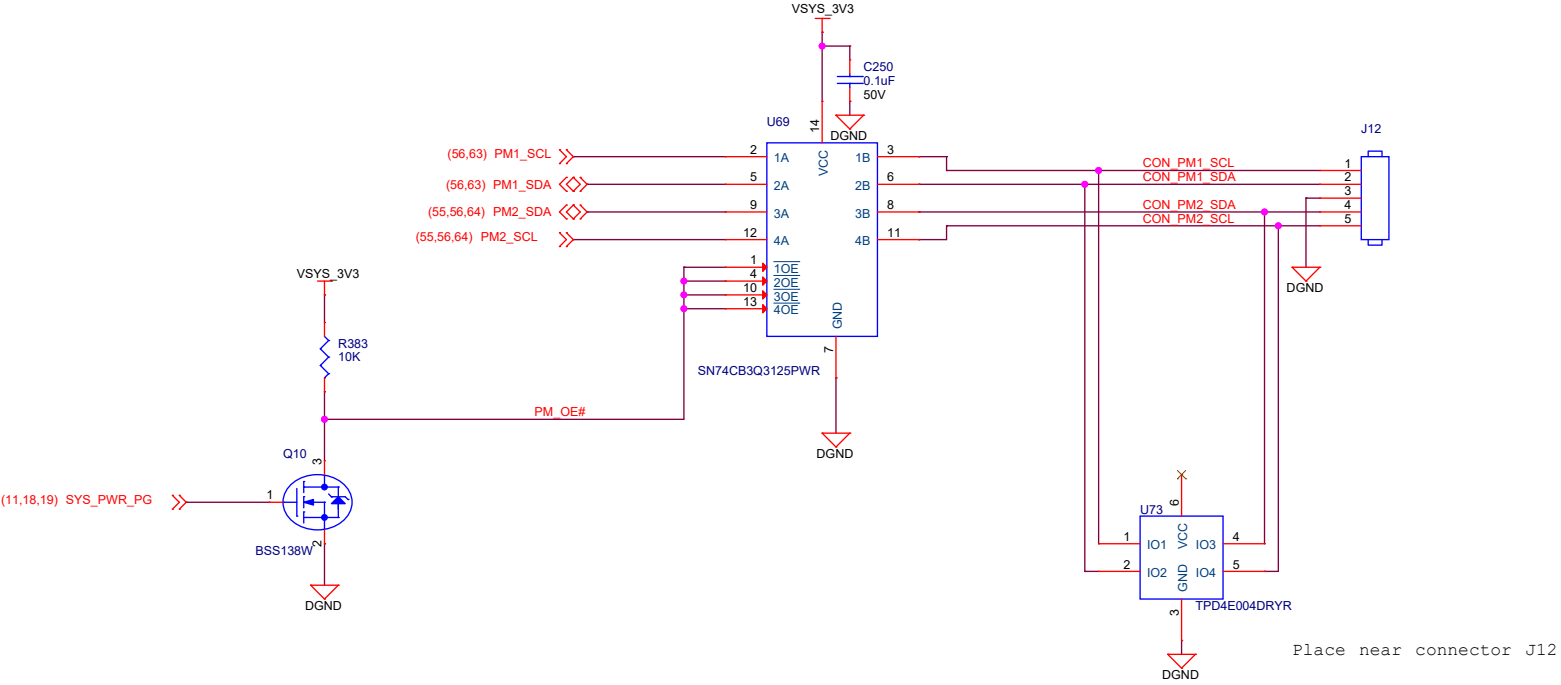 VSYS_3V3
C250
0.1uF
50V
DGND
U69
14
VCC
J12
(56,63) PM1_SCL
2
1A
1B
3
CON_PM1_SCL
1
(56,63) PM1_SDA
5
2A
2B
6
CON_PM1_SDA
2
3
(55,56,64) PM2_SDA
9
3A
3B
8
CON_PM2_SDA
4
(55,56,64) PM2_SCL
12
4A
4B
11
CON_PM2_SCL
5
1
1OE
4
2OE
10
3OE
13
4OE
GND
7
DGND
VSYS_3V3
R383
10K
SN74CB3Q3125PWR
PM_OE#
DGND
Q10
3
(11,18,19) SYS_PWR_PG
1
BSS138W
2
DGND
U73
6
VCC
1
IO1
IO3
4
2
IO2
IO4
5
GND
TPD4E004DRYR
3
DGND
Place near connector J12